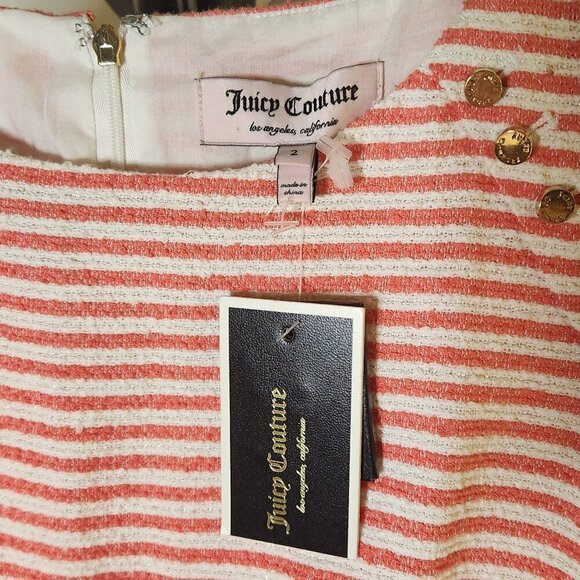 Juicy Couture
los angeles, california
2
made in
china
Juicy Couture
los angeles, california